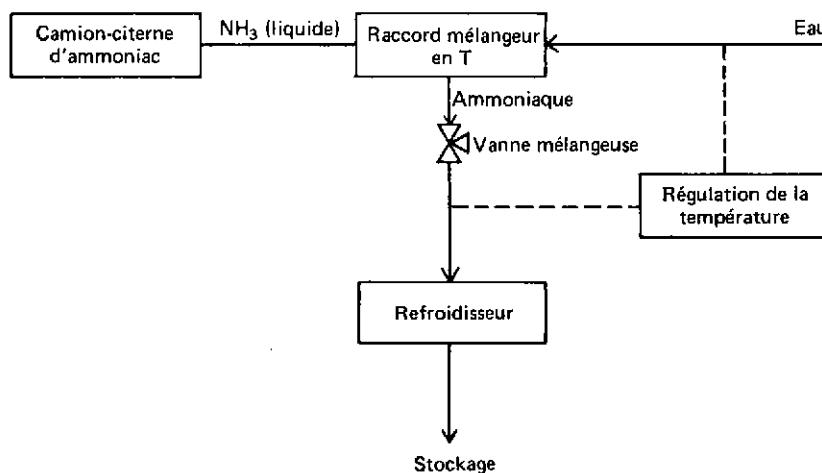 Camion-citerne
d'ammoniac
NH₃ (liquide)
Raccord mélangeur
en T
Eau
Ammoniaque
Vanne mélangeuse
Régulation de la
température
Refroidisseur
Stockage